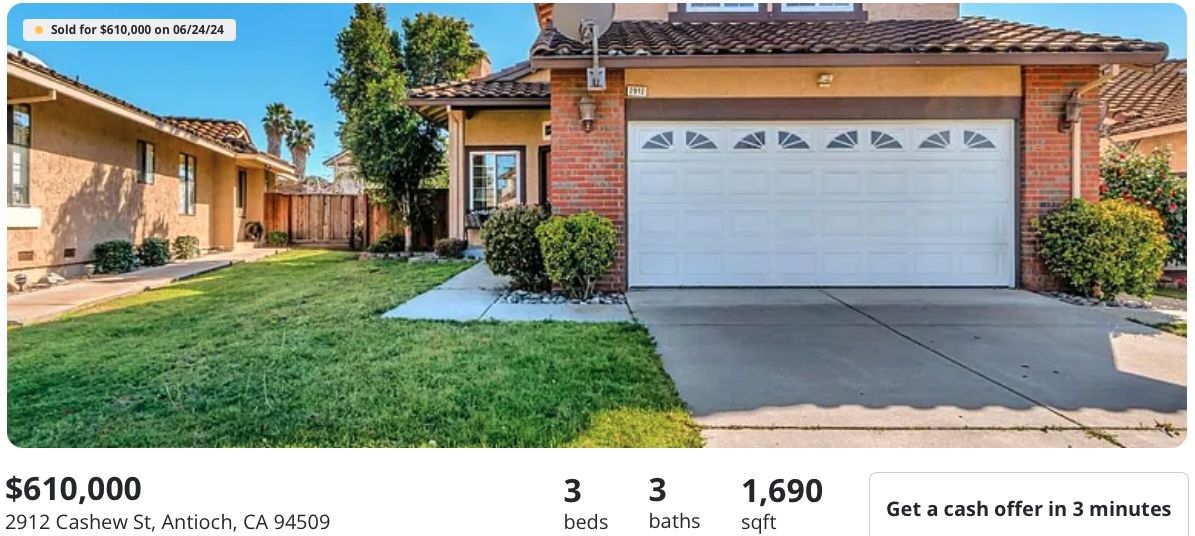 Sold for $610,000 on 06/24/24
2912
$610,000
2912 Cashew St, Antioch, CA 94509
3
beds
3
baths
1,690
sqft
Get a cash offer in 3 minutes